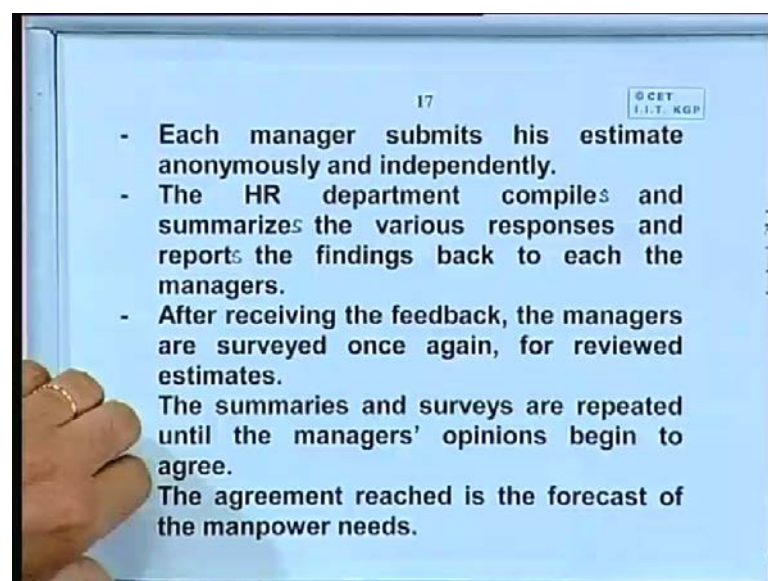 17
© CET
I.I.T. KGP
- Each manager submits his estimate
anonymously and independently.
- The HR department compiles and
summarizes the various responses and
reports the findings back to each the
managers.
- After receiving the feedback, the managers
are surveyed once again, for reviewed
estimates.
The summaries and surveys are repeated
until the managers' opinions begin to
agree.
The agreement reached is the forecast of
the manpower needs.